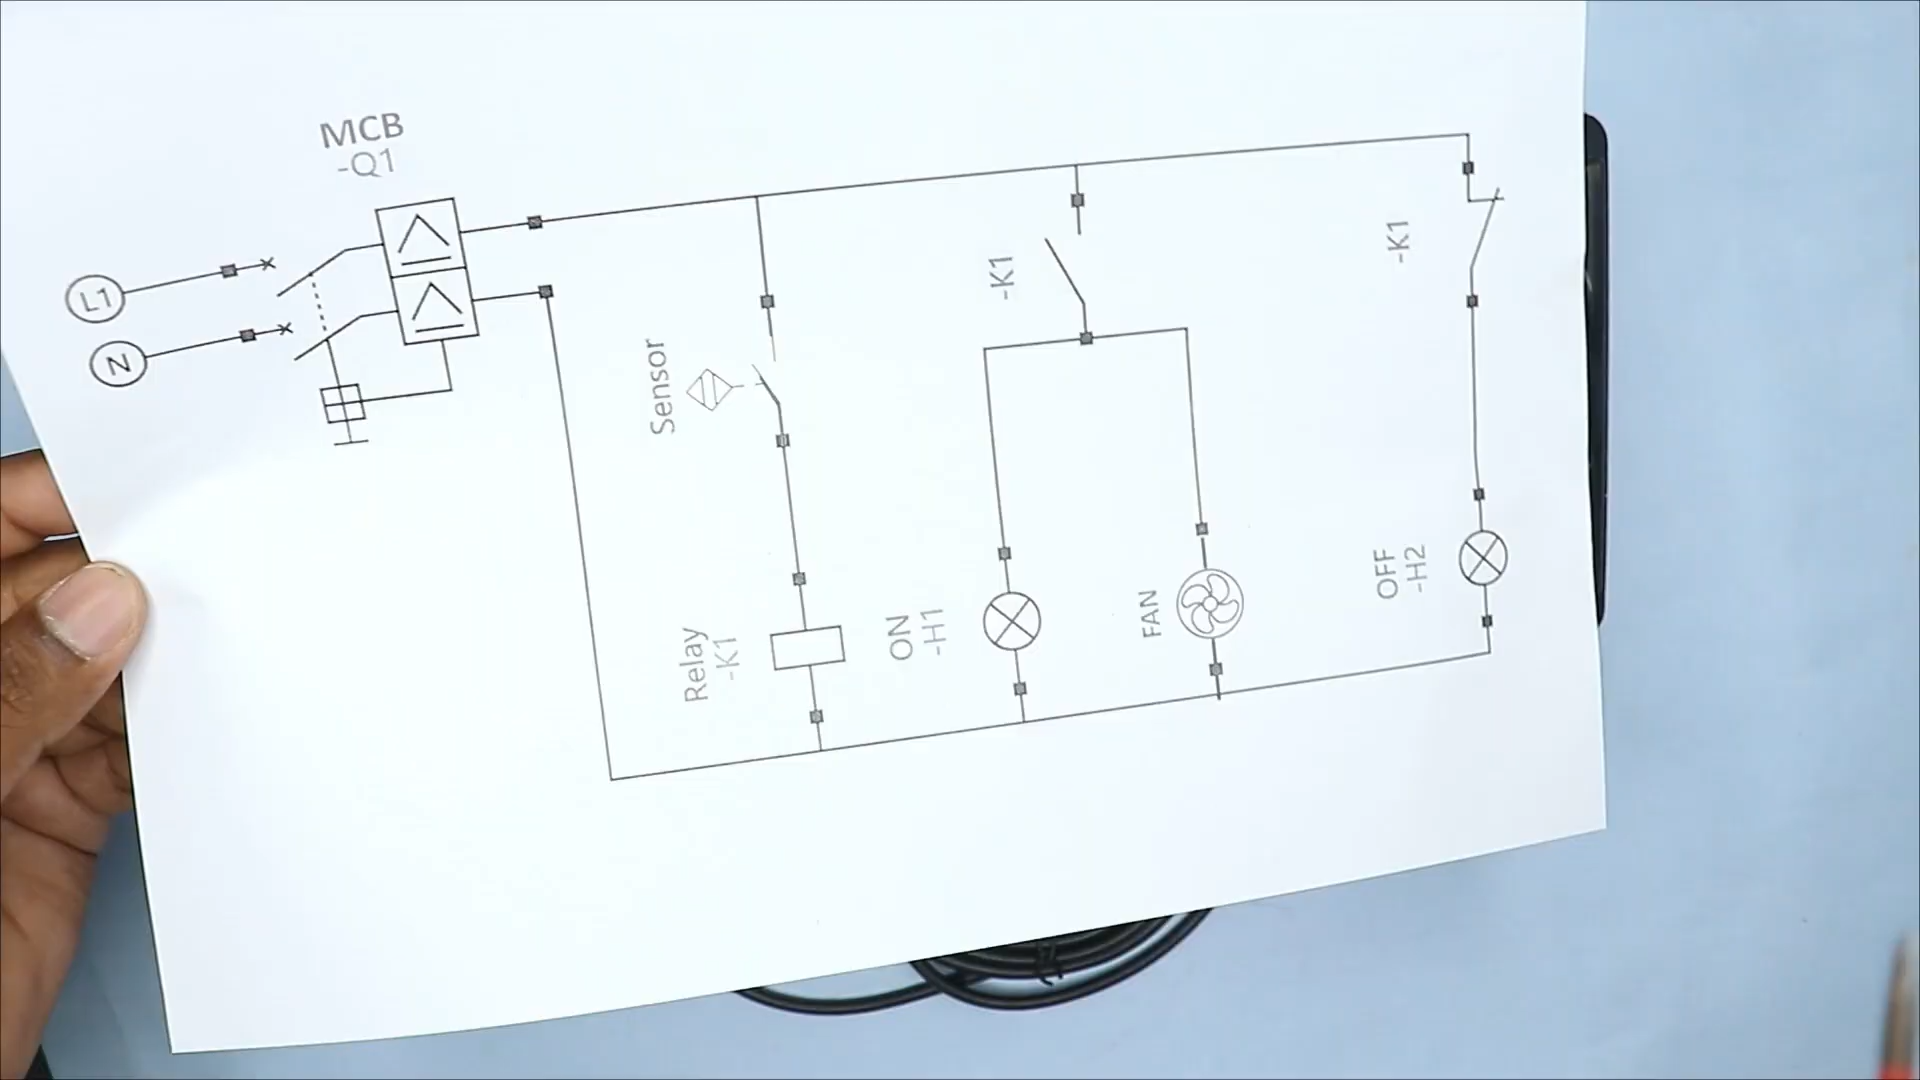 MCB
-Q1
L1
N
Sensor
Relay
-K1
-K1
ON
-H1
FAN
-K1
OFF
-H2